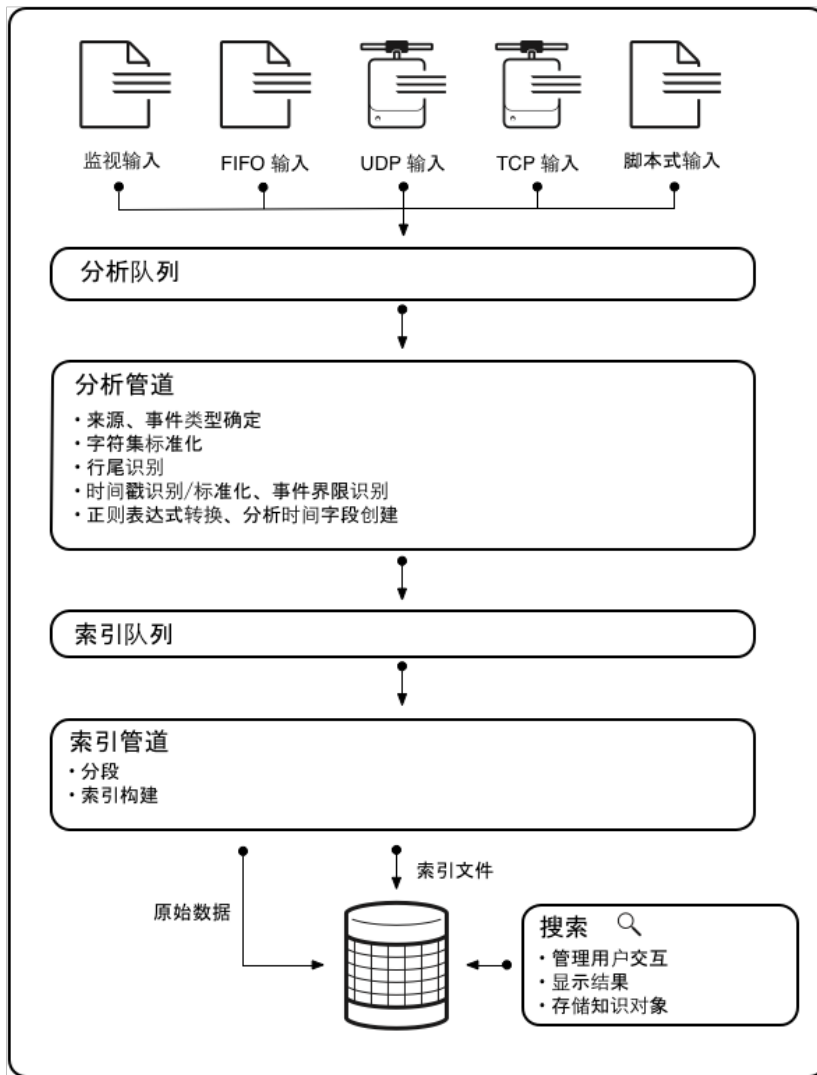 监视输入
FIFO 输入
UDP 输入
TCP 输入
脚本式输入
分析队列
分析管道
• 来源、事件类型确定
• 字符集标准化
• 行尾识别
• 时间戳识别/标准化、事件界限识别
• 正则表达式转换、分析时间字段创建
索引队列
索引管道
• 分段
• 索引构建
索引文件
原始数据
搜索
• 管理用户交互
• 显示结果
• 存储知识对象